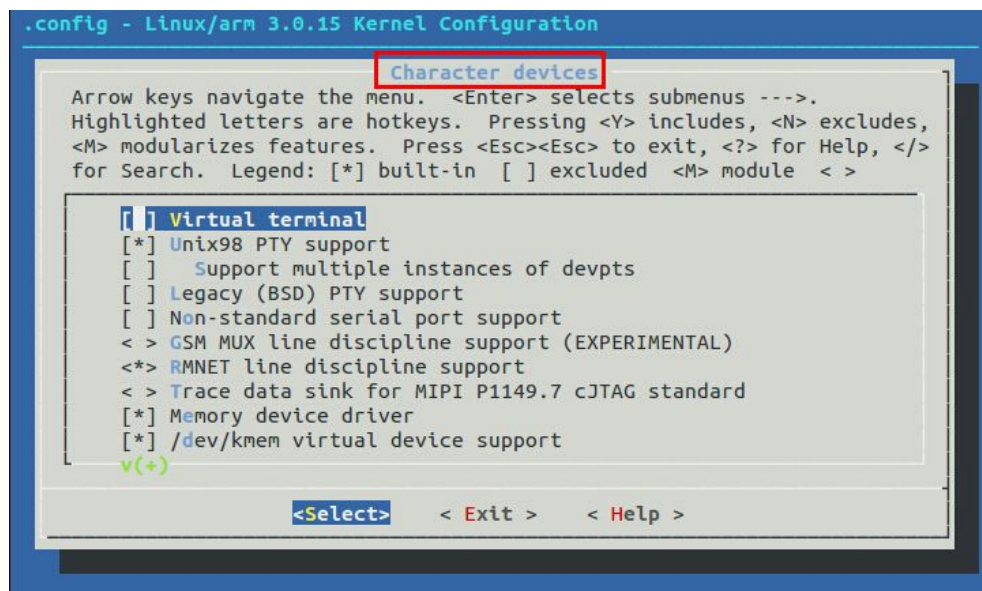 .config - Linux/arm 3.0.15 Kernel Configuration
Character devices
Arrow keys navigate the menu.  <Enter> selects submenus --->.
Highlighted letters are hotkeys.  Pressing <Y> includes, <N> excludes,
<M> modularizes features.  Press <Esc><Esc> to exit, <?> for Help, </>
for Search.  Legend: [*] built-in  [ ] excluded  <M> module  < >
[ ] Virtual terminal
[*] Unix98 PTY support
[ ]   Support multiple instances of devpts
[ ] Legacy (BSD) PTY support
[ ] Non-standard serial port support
< > GSM MUX line discipline support (EXPERIMENTAL)
<*> RMNET line discipline support
< > Trace data sink for MIPI P1149.7 cJTAG standard
[*] Memory device driver
[*] /dev/kmem virtual device support
v(+)
<Select>    < Exit >    < Help >